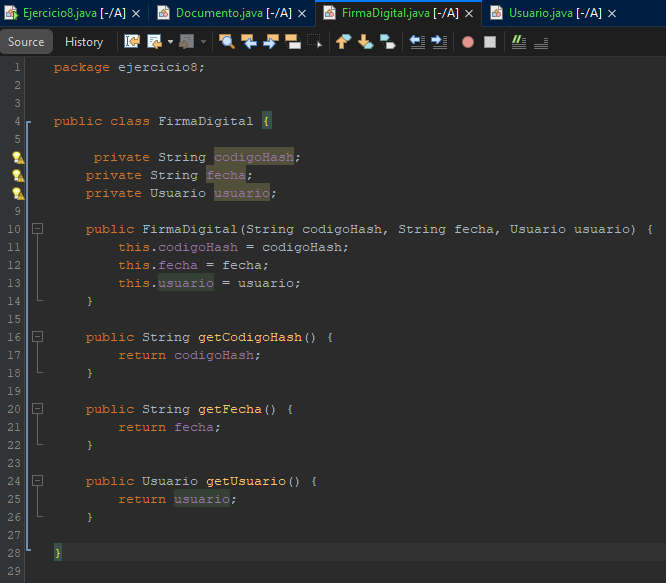 Ejercicio8.java [-/A] Documento.java [-/A] FirmaDigital.java [-/A] Usuario.java [-/A]
Source History
1 package ejercicio8;
2
3
4 public class FirmaDigital {
5
private String codigoHash;
private String fecha;
private Usuario usuario;
9
10 public FirmaDigital(String codigoHash, String fecha, Usuario usuario) {
11 this.codigoHash = codigoHash;
12 this.fecha = fecha;
13 this.usuario = usuario;
14 }
15
16 public String getCodigoHash() {
17 return codigoHash;
18 }
19
20 public String getFecha() {
21 return fecha;
22 }
23
24 public Usuario getUsuario() {
25 return usuario;
26 }
27
28 }
29